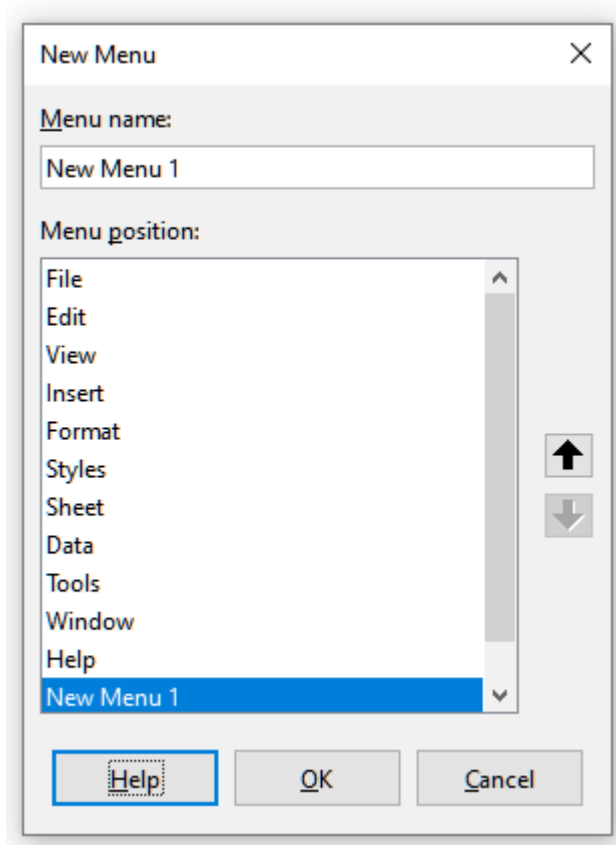 New Menu
Menu name:
New Menu 1
Menu position:
File
Edit
View
Insert
Format
Styles
Sheet
Data
Tools
Window
Help
New Menu 1
Help OK Cancel